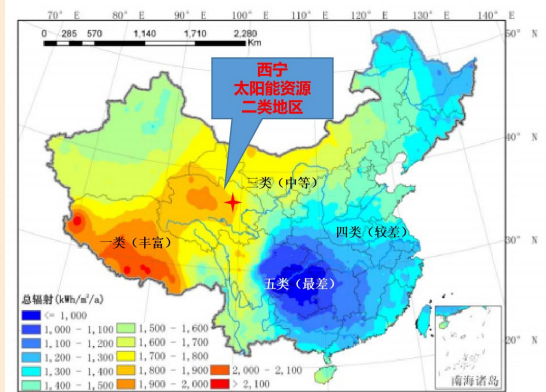 70° E 80° E 90° E 100° E 110° E 120° E 130° E 140° E
0 285 570 1,140 1,710 2,280
Km
50° N
40° N
30° N
20° N
西宁
太阳能资源
二类地区
三类（中等）
四类（较差）
一类（丰富）
五类（最差）
总辐射(kWh/㎡/a)
<= 1,000
1,000 - 1,100
1,100 - 1,200
1,200 - 1,300
1,300 - 1,400
1,400 - 1,500
1,500 - 1,600
1,600 - 1,700
1,700 - 1,800
1,800 - 1,900
1,900 - 2,000
2,000 - 2,100
> 2,100
南海诸岛